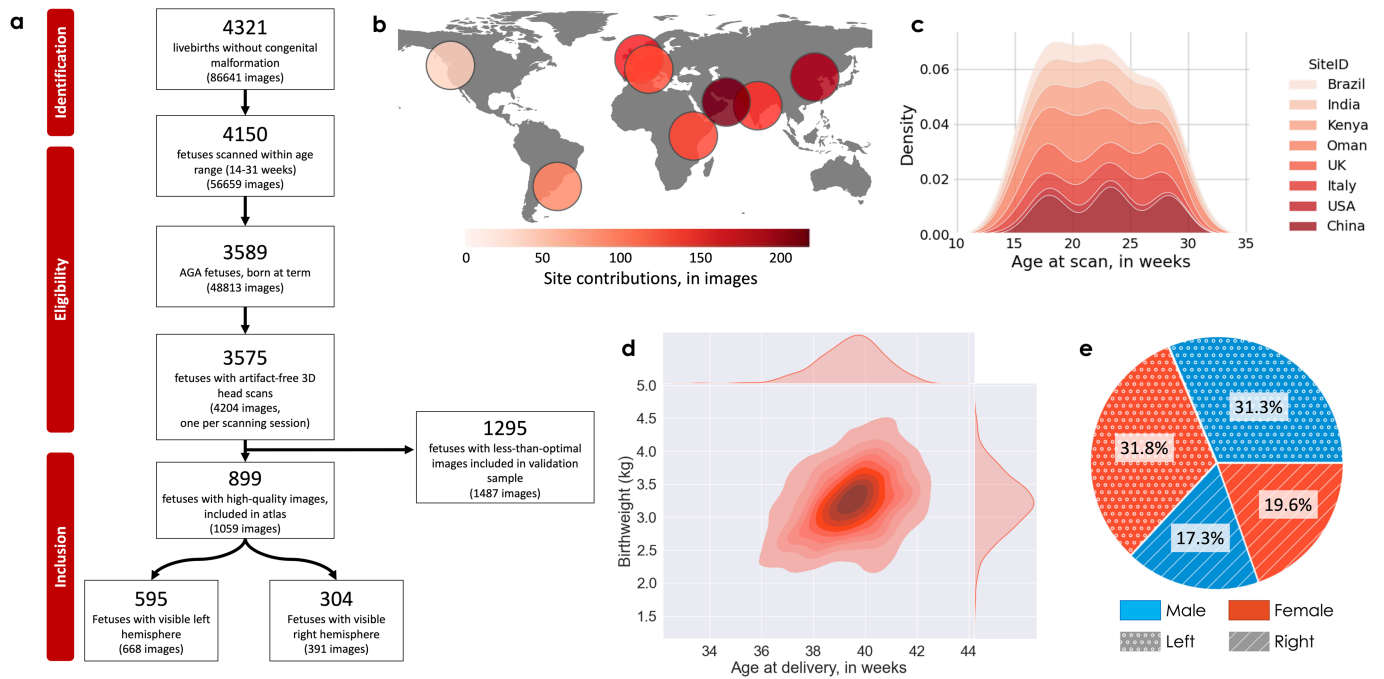 a
Identification
Eligibility
Inclusion
4321
livebirths without congenital
malformation
(86641 images)
4150
fetuses scanned within age
range (14-31 weeks)
(56659 images)
3589
AGA fetuses, born at term
(48813 images)
3575
fetuses with artifact-free 3D
head scans
(4204 images,
one per scanning session)
1295
fetuses with less-than-optimal
images included in validation
sample
(1487 images)
899
fetuses with high-quality images,
included in atlas
(1059 images)
595
Fetuses with visible left
hemisphere
(668 images)
304
Fetuses with visible
right hemisphere
(391 images)
b
0 50 100 150 200
Site contributions, in images
c
Density
0.06
0.04
0.02
0.00
10 15 20 25 30 35
Age at scan, in weeks
SiteID
Brazil
India
Kenya
Oman
UK
Italy
USA
China
d
Birthweight (kg)
5.0
4.5
4.0
3.5
3.0
2.5
2.0
1.5
34 36 38 40 42 44
Age at delivery, in weeks
e
31.3%
31.8%
19.6%
17.3%
Male Female
Left Right